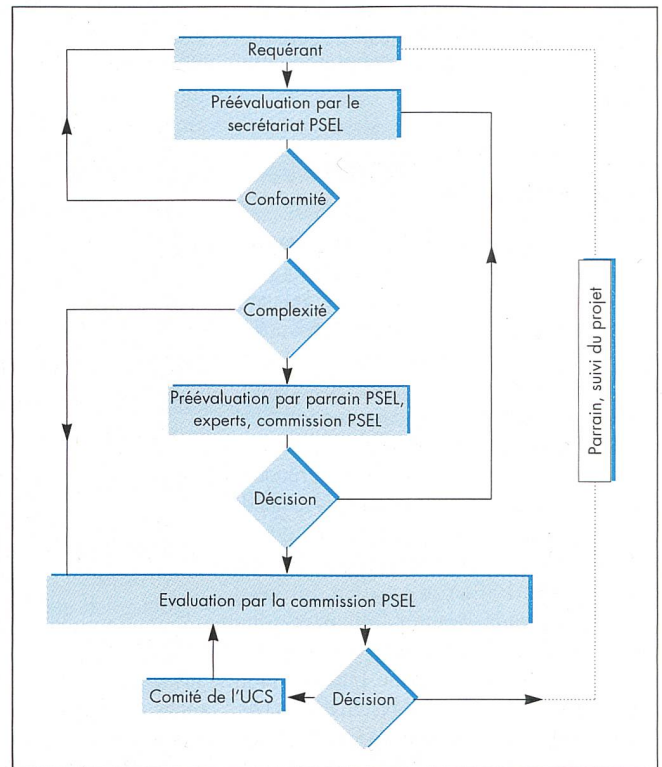 Requérant
Préévaluation par le
secrétariat PSEL
Conformité
Complexité
Préévaluation par parrain PSEL,
experts, commission PSEL
Décision
Parrain, suivi du projet
Evaluation par la commission PSEL
Comité de l'UCS
Décision